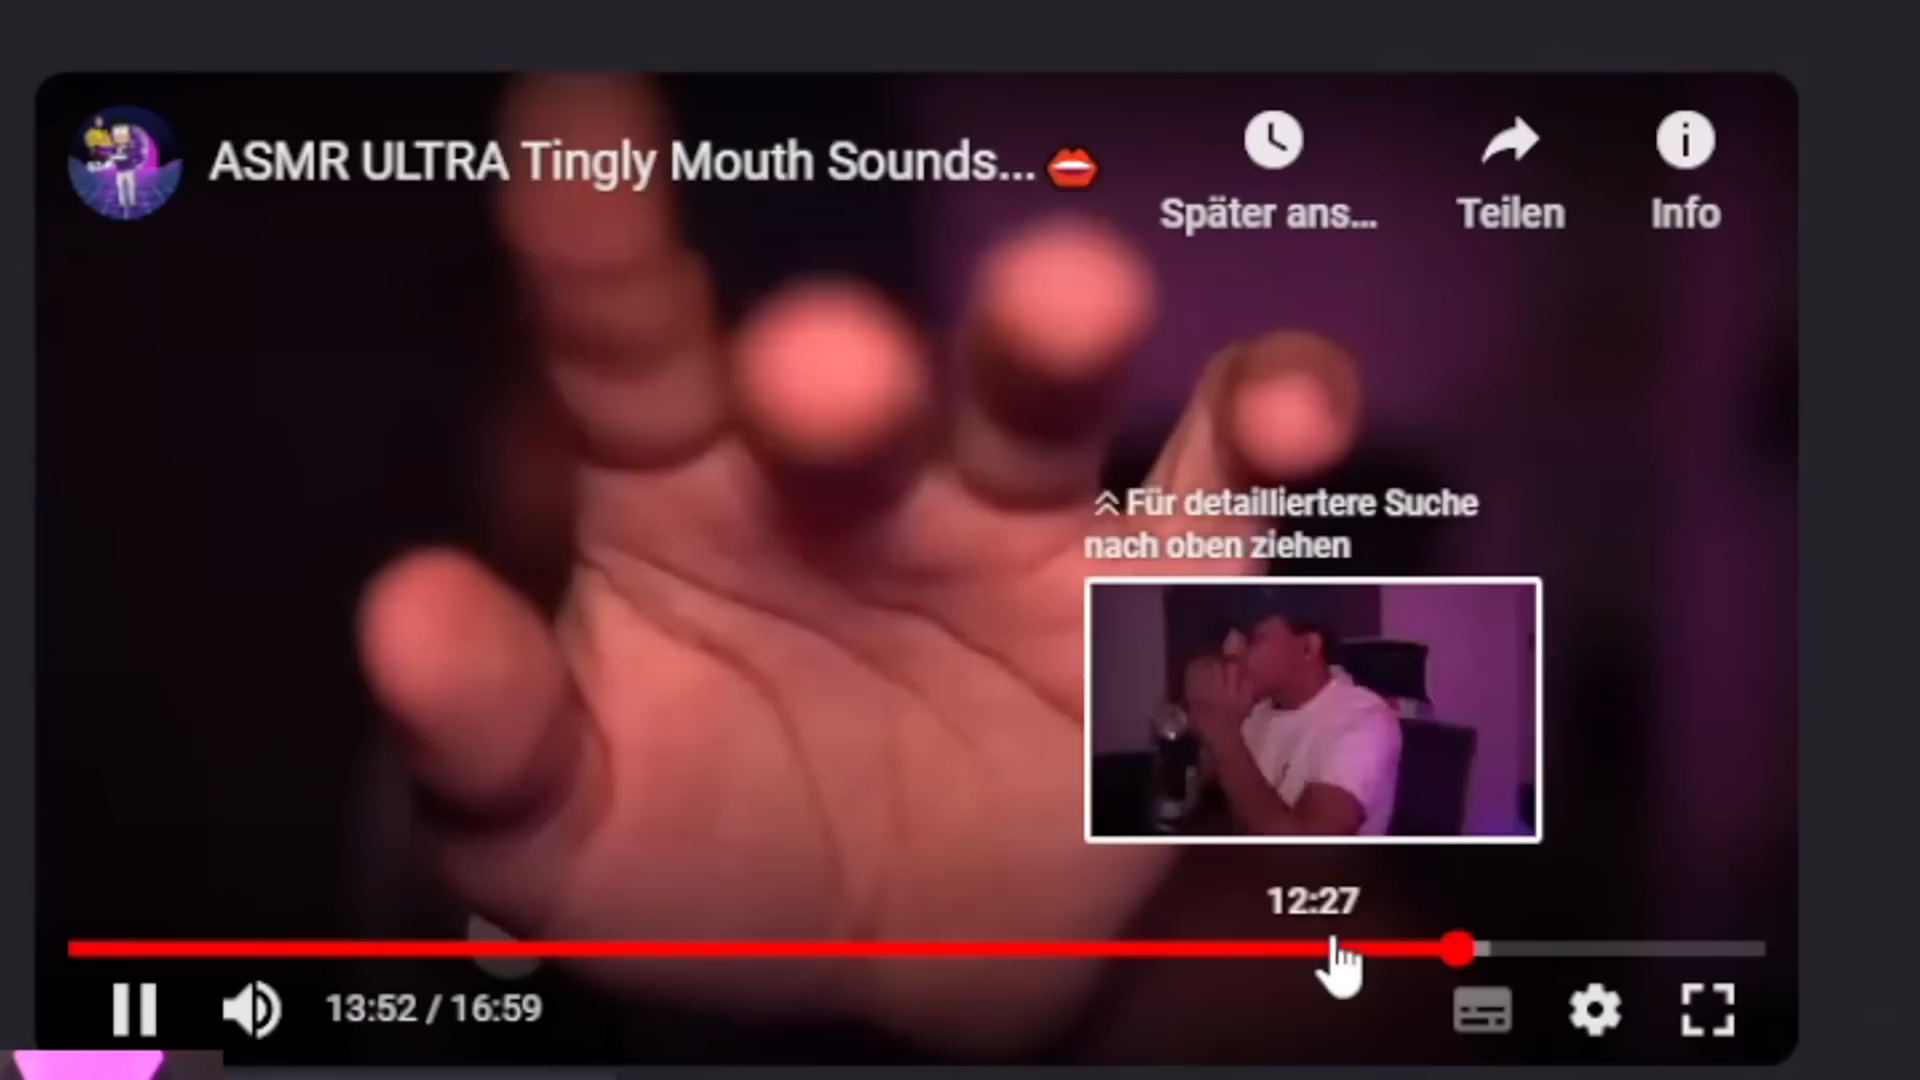 ASMR ULTRA Tingly Mouth Sounds...
Später ans...
Teilen
Info
Für detailliertere Suche
nach oben ziehen
12:27
13:52 / 16:59